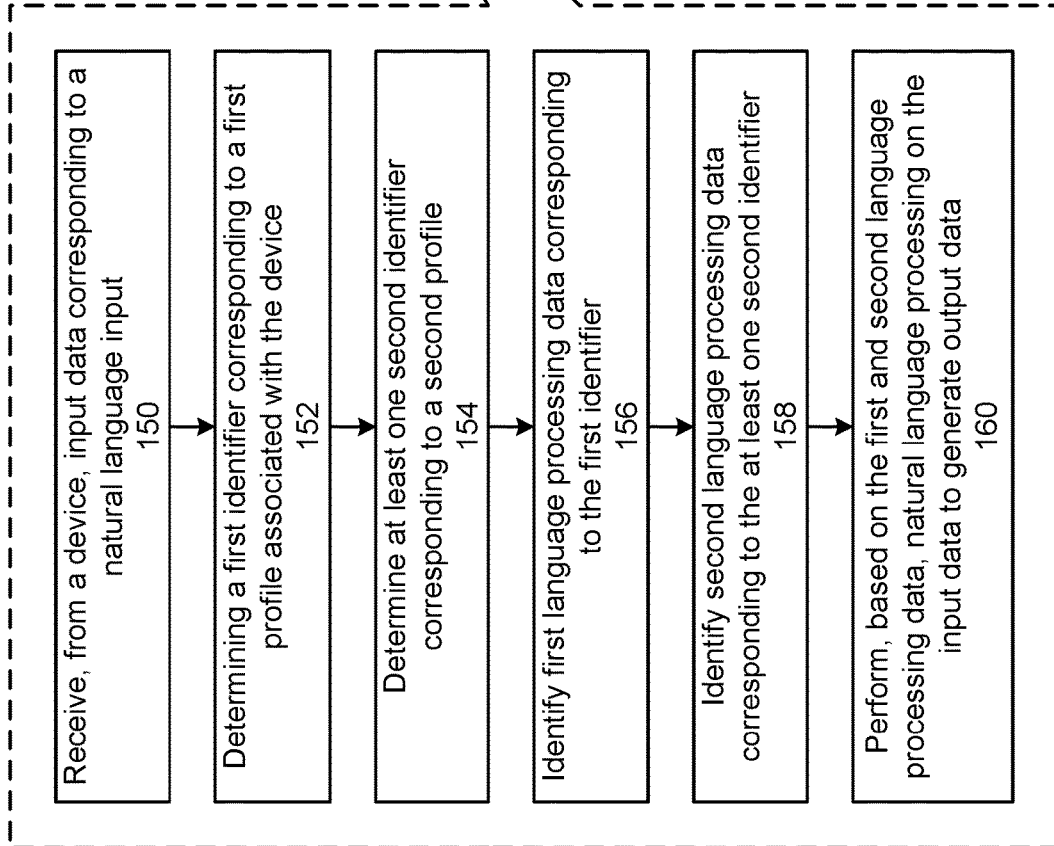 Receive, from a device, input data corresponding to a
natural language input
150
Determining a first identifier corresponding to a first
profile associated with the device
152
Determine at least one second identifier
corresponding to a second profile
154
Identify first language processing data corresponding
to the first identifier
156
Identify second language processing data
corresponding to the at least one second identifier
158
Perform, based on the first and second language
processing data, natural language processing on the
input data to generate output data
160